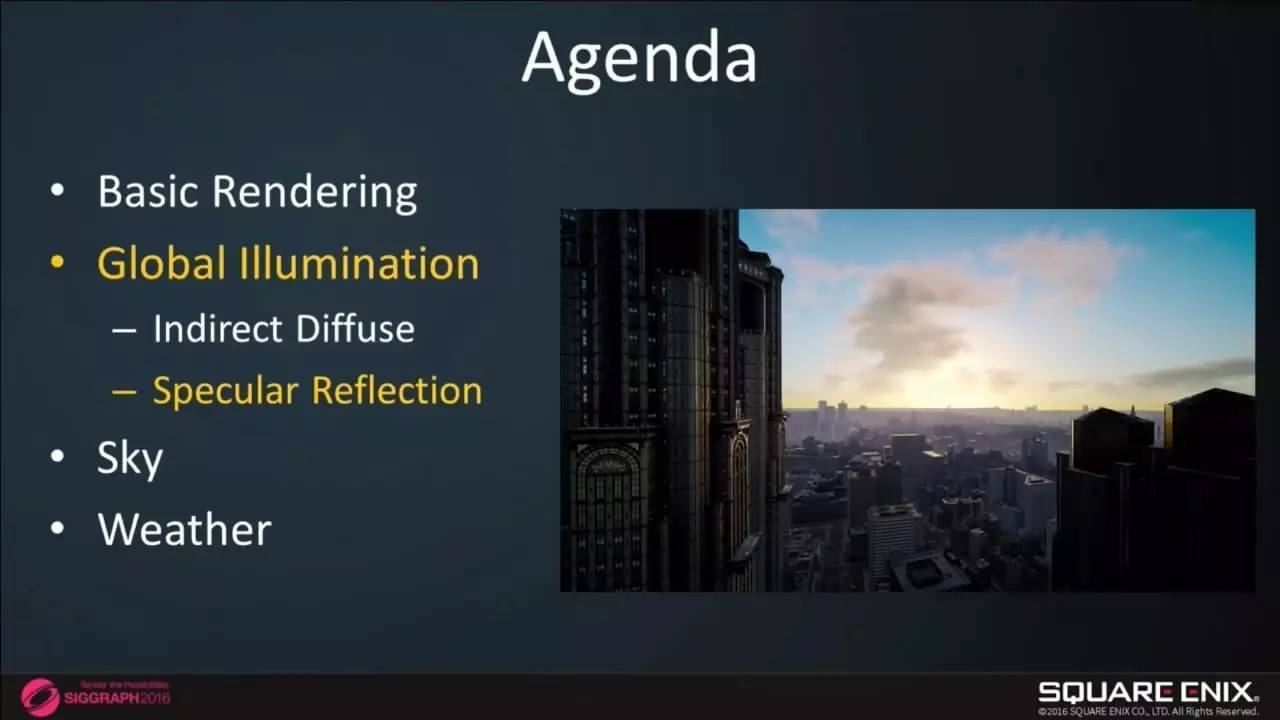 Agenda
• Basic Rendering
• Global Illumination
– Indirect Diffuse
– Specular Reflection
• Sky
• Weather
Render the Possibilities
SIGGRAPH2016
SQUARE ENIX.
©2016 SQUARE ENIX CO., LTD. All Rights Reserved.